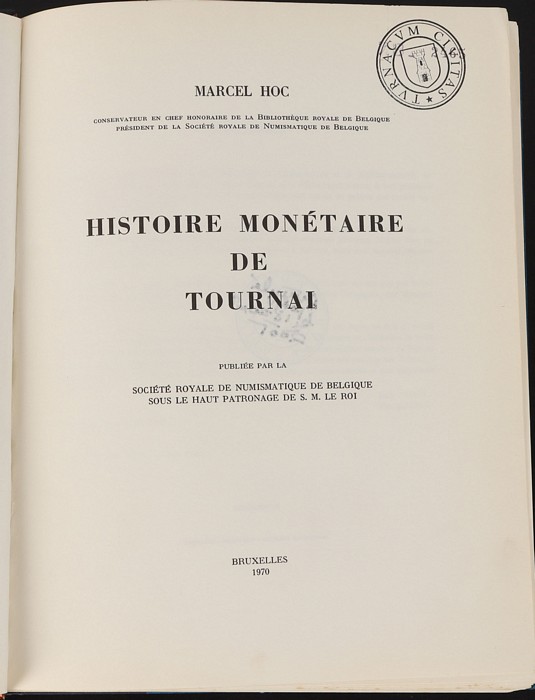 TVRNACVM CIVITAS
MARCEL HOC
CONSERVATEUR EN CHEF HONORAIRE DE LA BIBLIOTHÈQUE ROYALE DE BELGIQUE
PRÉSIDENT DE LA SOCIÉTÉ ROYALE DE NUMISMATIQUE DE BELGIQUE
HISTOIRE MONÉTAIRE
DE
TOURNAI
PUBLIÉE PAR LA
SOCIÉTÉ ROYALE DE NUMISMATIQUE DE BELGIQUE
SOUS LE HAUT PATRONAGE DE S. M. LE ROI
BRUXELLES
1970